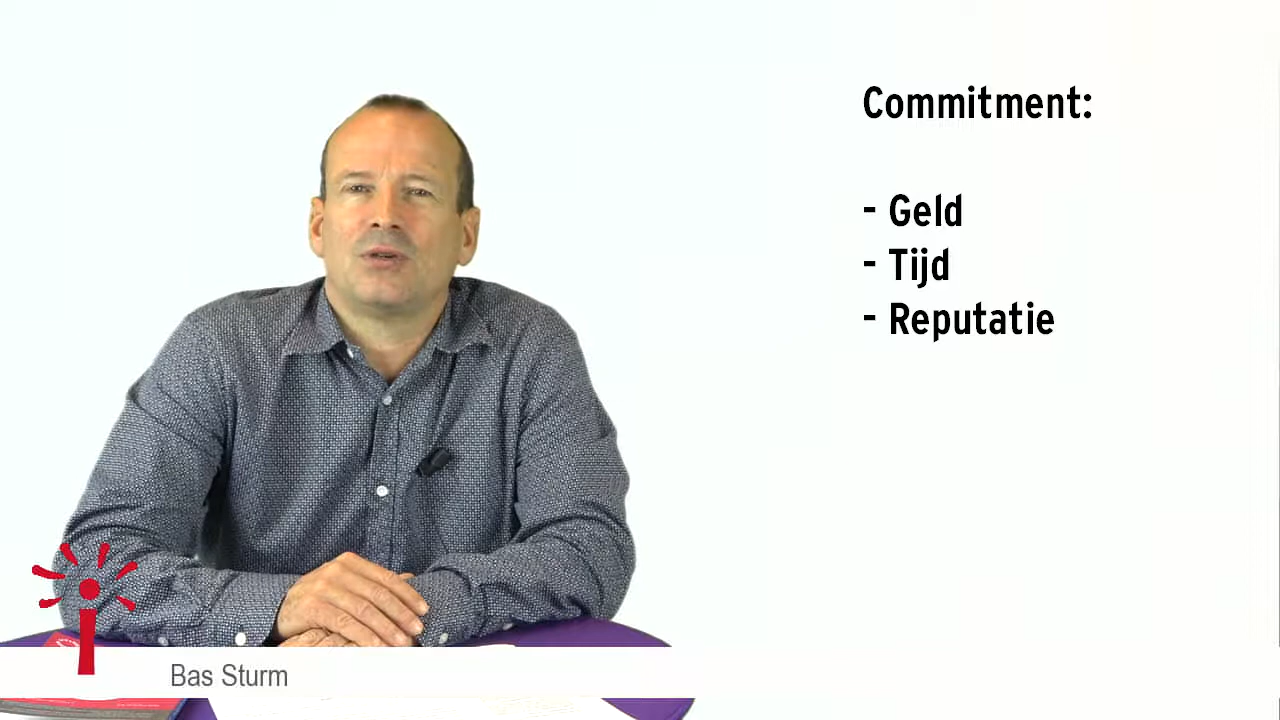 Commitment:
- Geld
- Tijd
- Reputatie
Bas Sturm